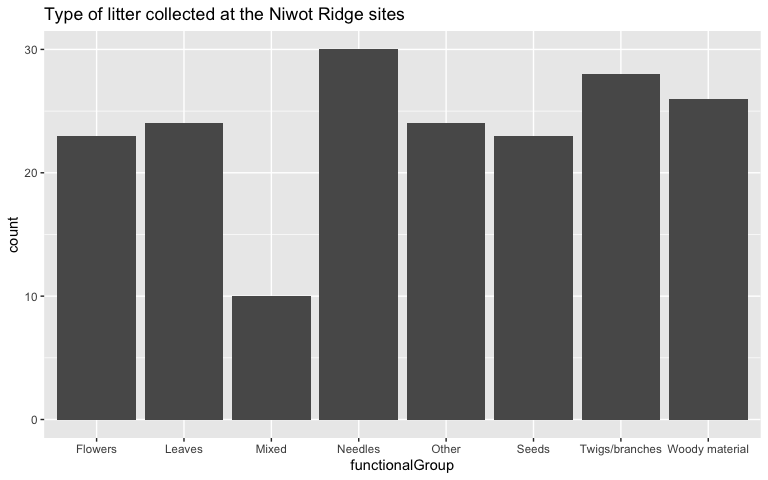 Type of litter collected at the Niwot Ridge sites
30
20
10
0
count
Flowers Leaves Mixed Needles Other Seeds Twigs/branches Woody material
functionalGroup